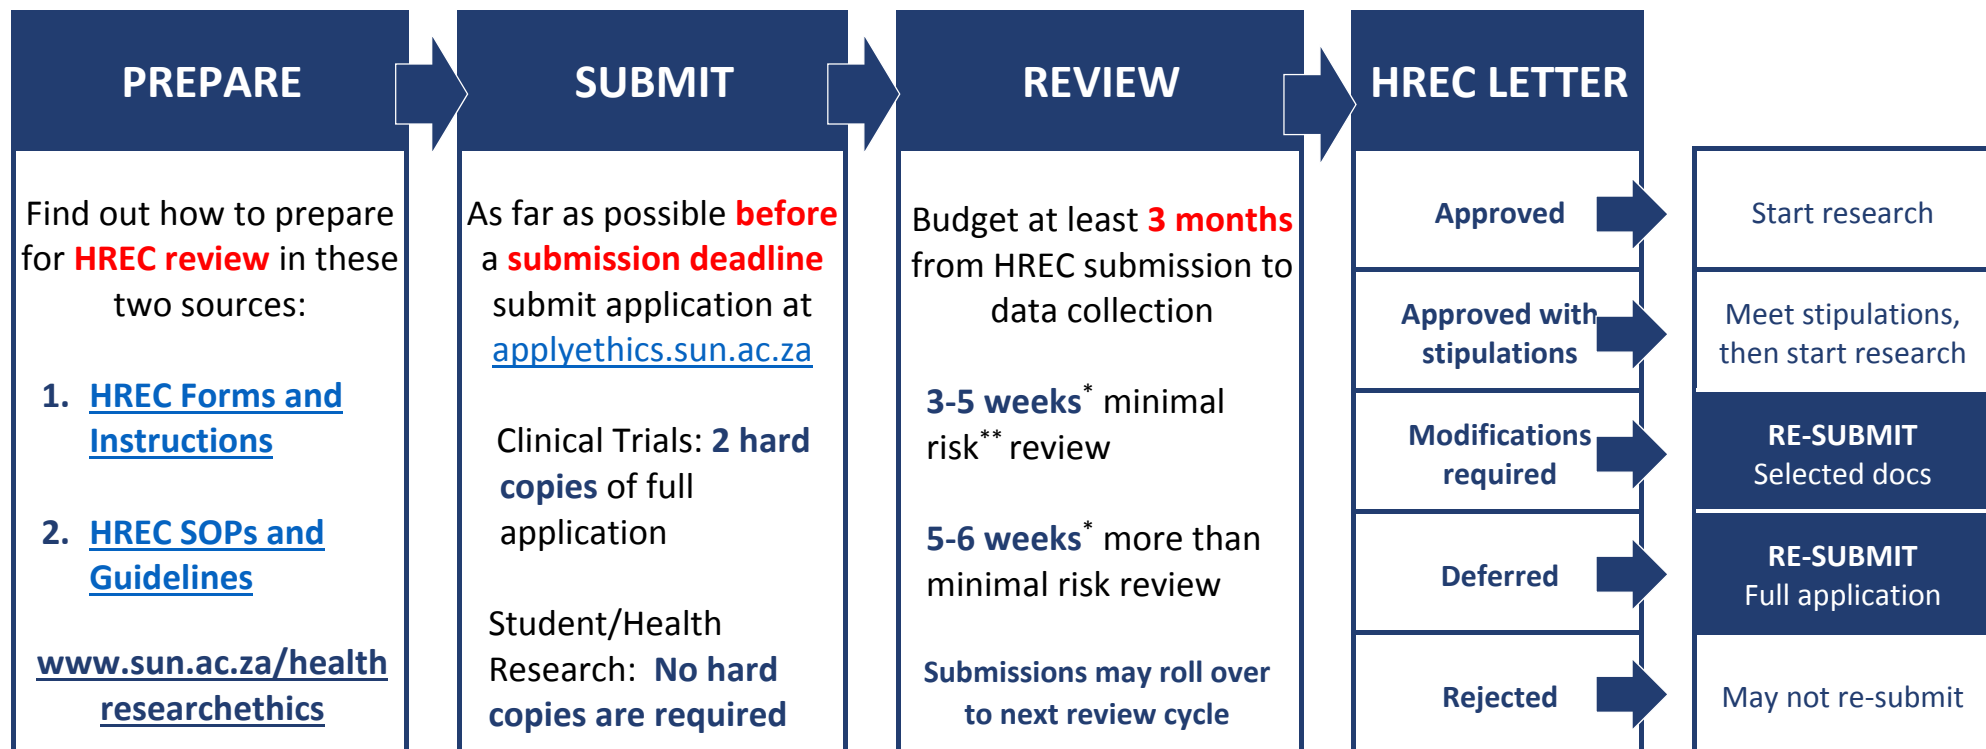 PREPARE
Find out how to prepare
for HREC review in these
two sources:
1. HREC Forms and
Instructions
2. HREC SOPs and
Guidelines
www.sun.ac.za/health
researchethics
SUBMIT
As far as possible before
a submission deadline
submit application at
applyethics.sun.ac.za
Clinical Trials: 2 hard
copies of full
application
Student/Health
Research: No hard
copies are required
REVIEW
Budget at least 3 months
from HREC submission to
data collection
3-5 weeks* minimal
risk** review
5-6 weeks* more than
minimal risk review
Submissions may roll over
to next review cycle
HREC LETTER
Approved
Start research
Approved with
stipulations
Meet stipulations,
then start research
Modifications
required
RE-SUBMIT
Selected docs
Deferred
RE-SUBMIT
Full application
Rejected
May not re-submit